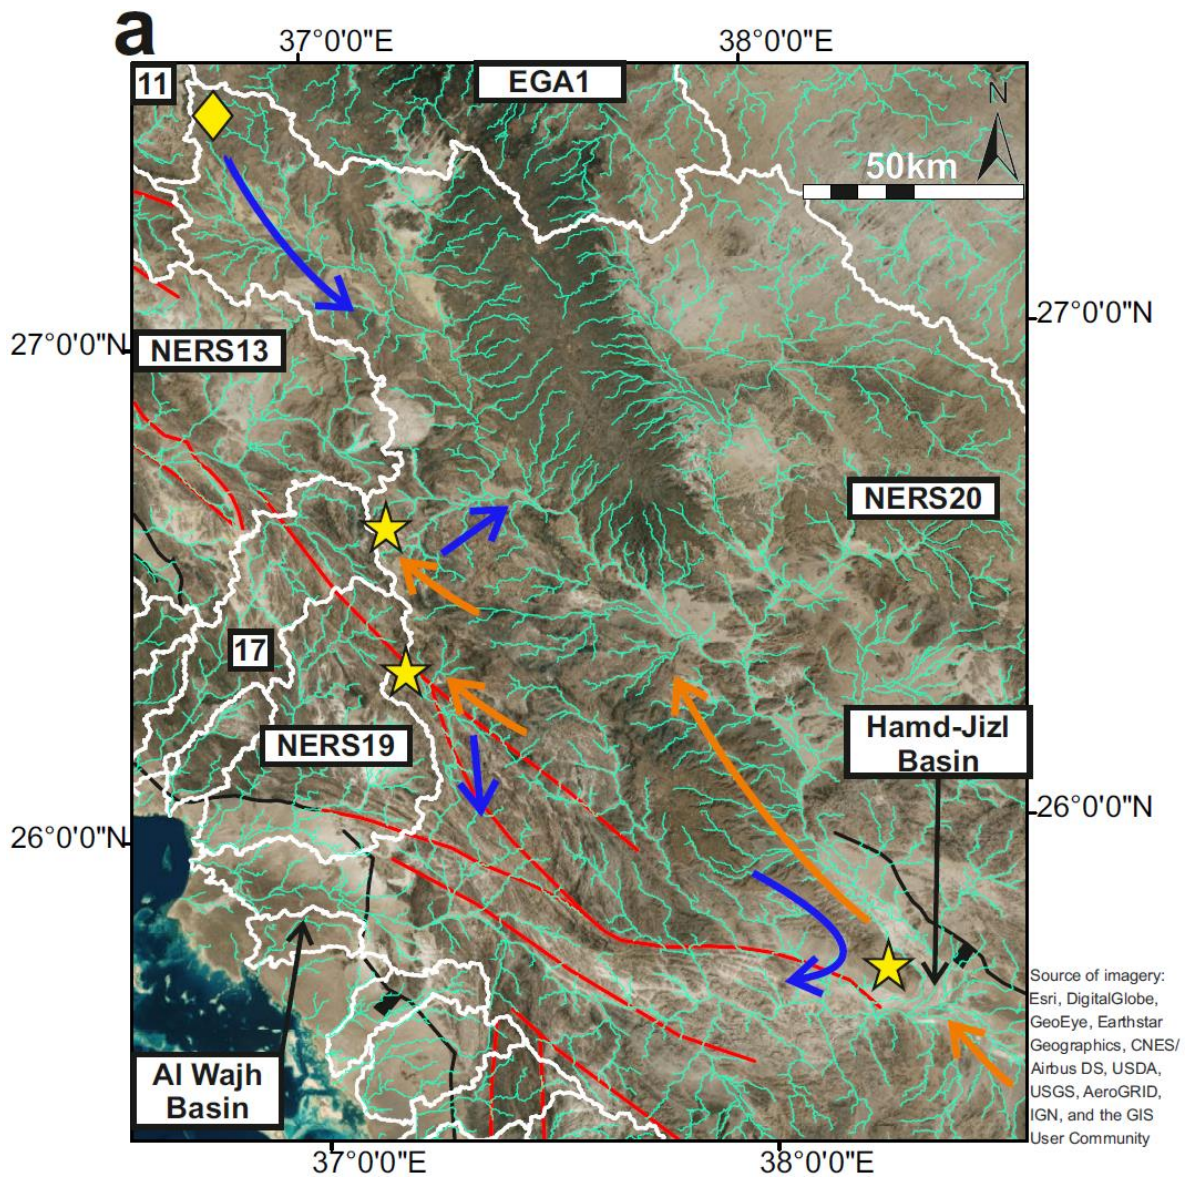 a
37°0'0"E
38°0'0"E
11
EGA1
N
50km
27°0'0"N
27°0'0"N
NERS13
NERS20
17
NERS19
Hamd-Jizl
Basin
26°0'0"N
26°0'0"N
Al Wajh
Basin
Source of imagery:
Esri, DigitalGlobe,
GeoEye, Earthstar
Geographics, CNES/
Airbus DS, USDA,
USGS, AeroGRID,
IGN, and the GIS
User Community
37°0'0"E
38°0'0"E